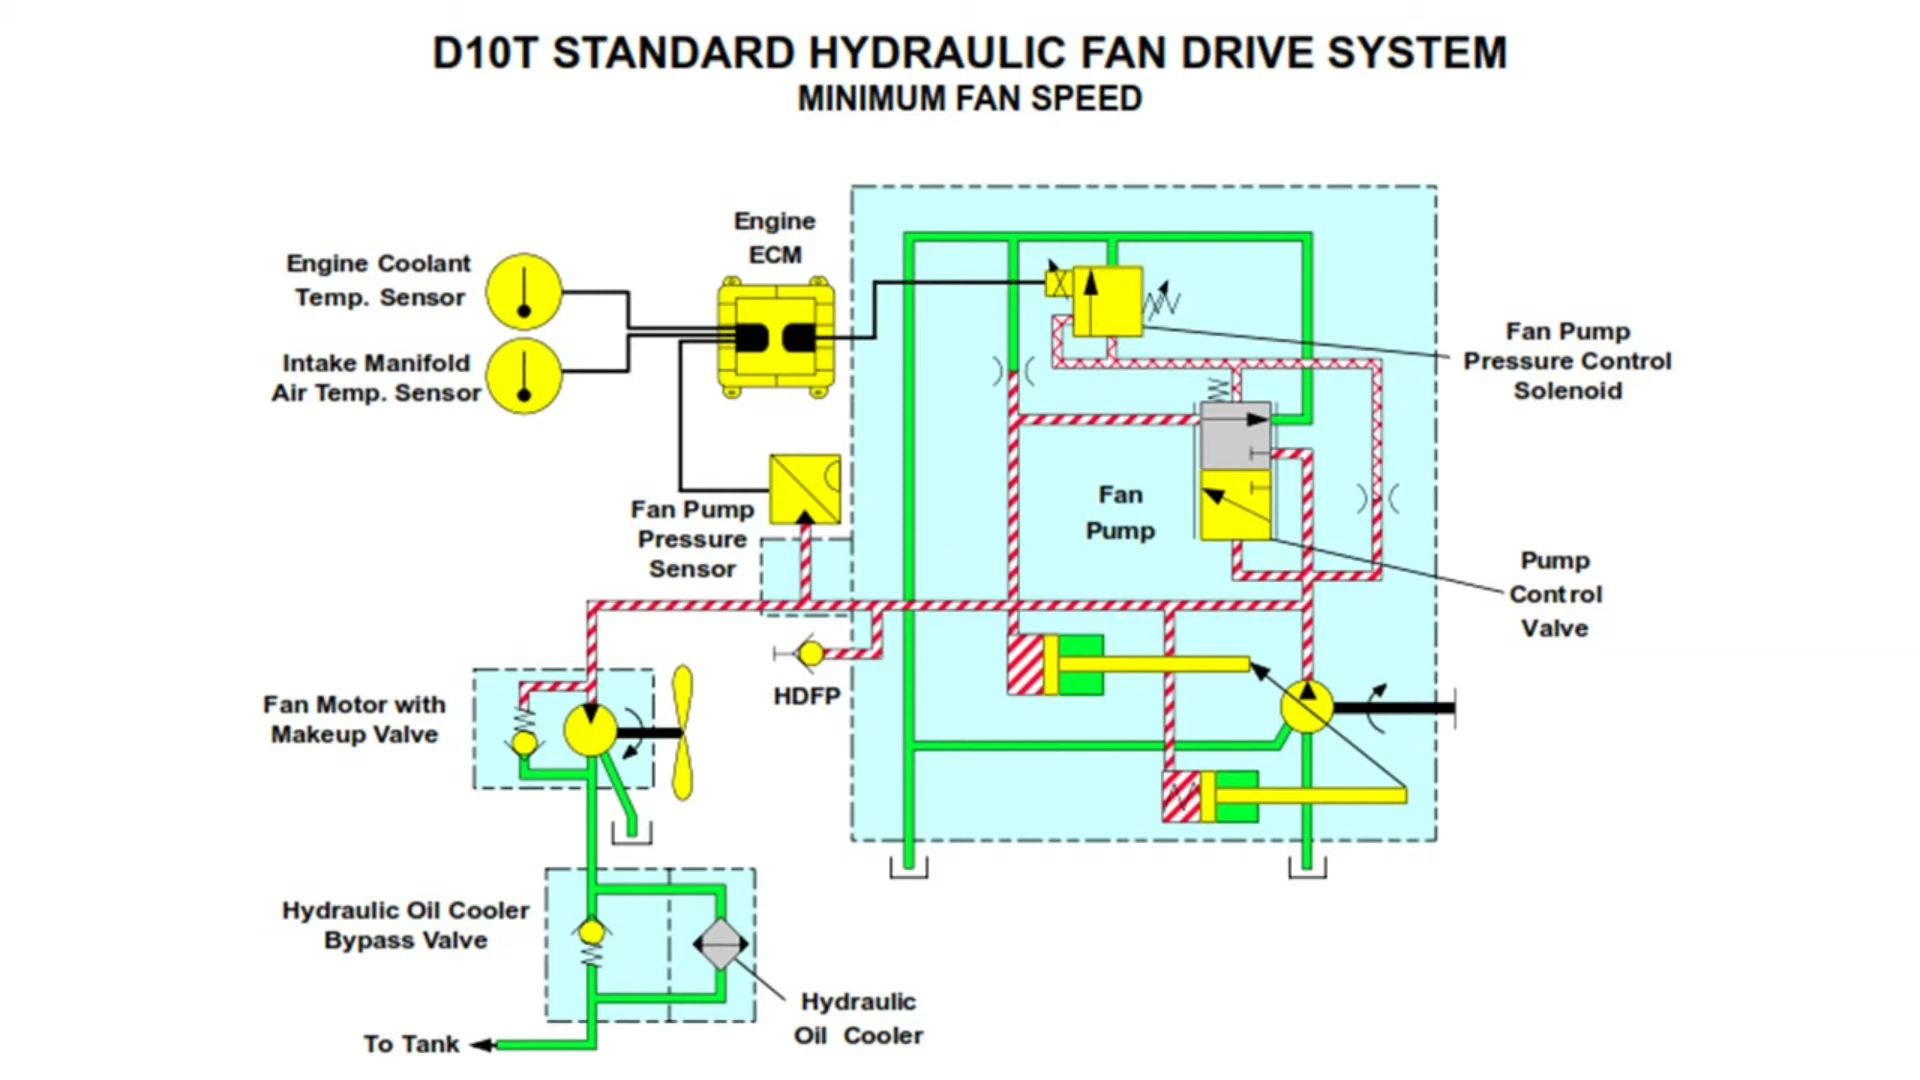 D10T STANDARD HYDRAULIC FAN DRIVE SYSTEM
MINIMUM FAN SPEED
Engine
ECM
Engine Coolant
Temp. Sensor
Intake Manifold
Air Temp. Sensor
Fan Pump
Pressure Control
Solenoid
Fan
Pump
Fan Pump
Pressure
Sensor
Pump
Control
Valve
HDFP
Fan Motor with
Makeup Valve
Hydraulic Oil Cooler
Bypass Valve
Hydraulic
Oil Cooler
To Tank